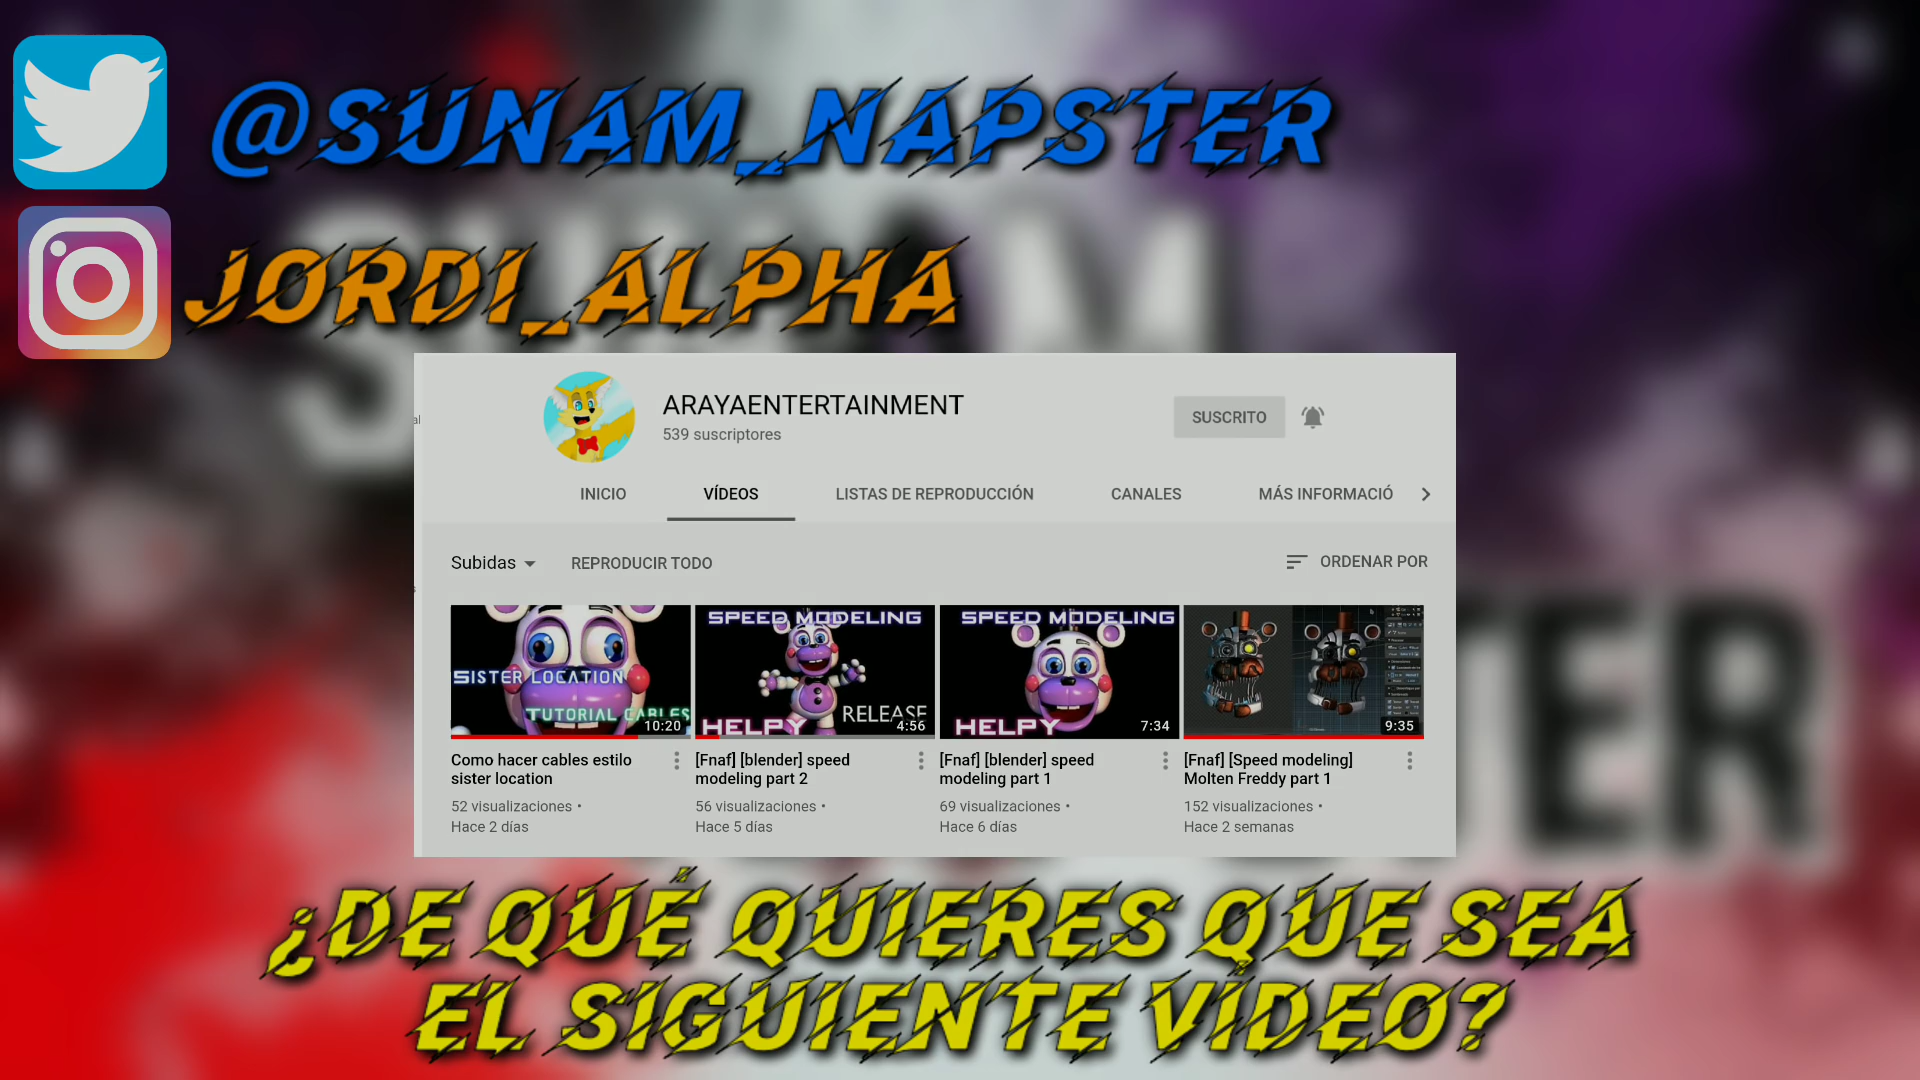 @SUNAM_NAPSTER
JORDI_ALPHA
ARAYAENTERTAINMENT
539 suscriptores
SUSCRITO
INICIO
VÍDEOS
LISTAS DE REPRODUCCIÓN
CANALES
MÁS INFORMACIÓ
Subidas
REPRODUCIR TODO
ORDENAR POR
SISTER LOCATION
TUTORIAL CABLES
10:20
SPEED MODELING
HELPY
RELEASE
4:56
SPEED MODELING
HELPY
7:34
9:35
Como hacer cables estilo
sister location
52 visualizaciones •
Hace 2 días
[Fnaf] [blender] speed
modeling part 2
56 visualizaciones •
Hace 5 días
[Fnaf] [blender] speed
modeling part 1
69 visualizaciones •
Hace 6 días
[Fnaf] [Speed modeling]
Molten Freddy part 1
152 visualizaciones •
Hace 2 semanas
¿DE QUÉ QUIERES QUE SEA
EL SIGUIENTE VÍDEO?